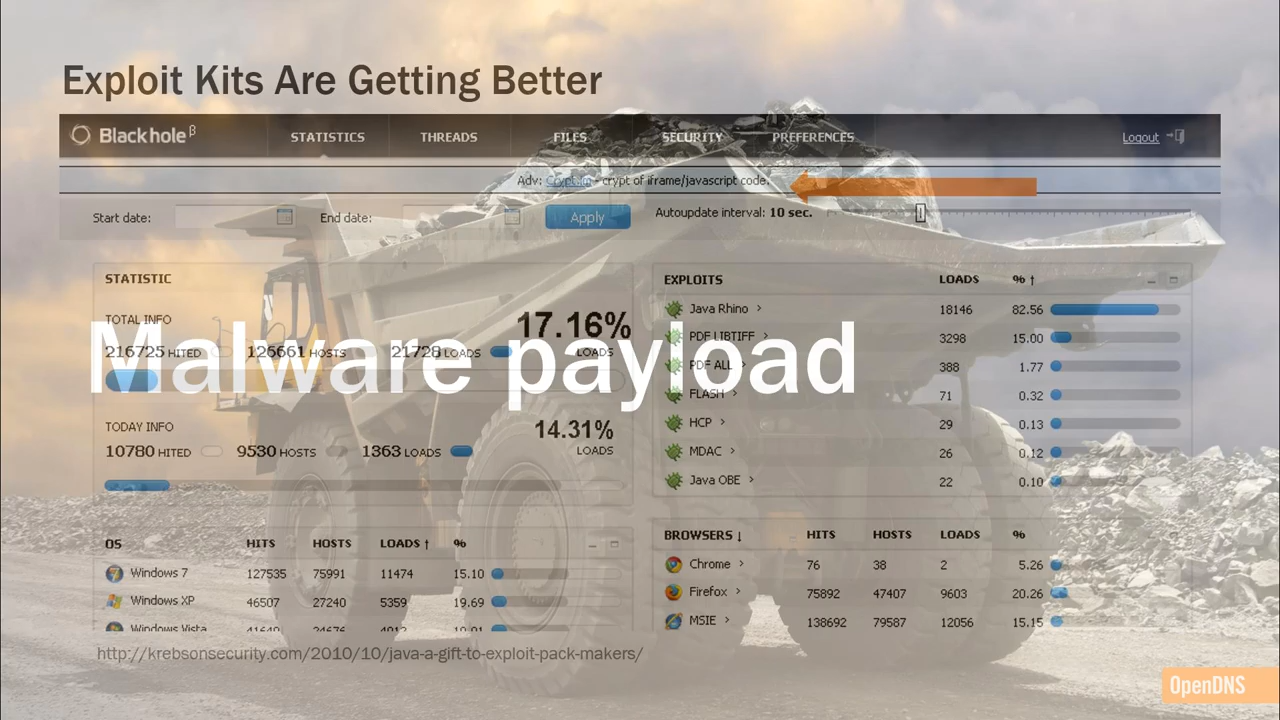 Exploit Kits Are Getting Better
Blackhole β STATISTICS THREADS FILES SECURITY PREFERENCES Logout
Adv: Crypt.im - crypt of iframe/javascript code.
Start date: End date: Apply Autoupdate interval: 10 sec.
STATISTIC
TOTAL INFO
17.16%
LOADS
216725 HITED 126661 HOSTS 21728 LOADS
Malware payload
TODAY INFO
14.31%
LOADS
10780 HITED 9530 HOSTS 1363 LOADS
EXPLOITS LOADS % ↑
Java Rhino > 18146 82.56
PDF LIBTIFF > 3298 15.00
PDF ALL > 388 1.77
FLASH > 71 0.32
HCP > 29 0.13
MDAC > 26 0.12
Java OBE > 22 0.10
OS HITS HOSTS LOADS ↑ %
Windows 7 127535 75991 11474 15.10
Windows XP 46507 27240 5359 19.69
Windows Vista
BROWSERS ↓ HITS HOSTS LOADS %
Chrome > 76 38 2 5.26
Firefox > 75892 47407 9603 20.26
MSIE > 138692 79587 12056 15.15
http://krebsonsecurity.com/2010/10/java-a-gift-to-exploit-pack-makers/
OpenDNS